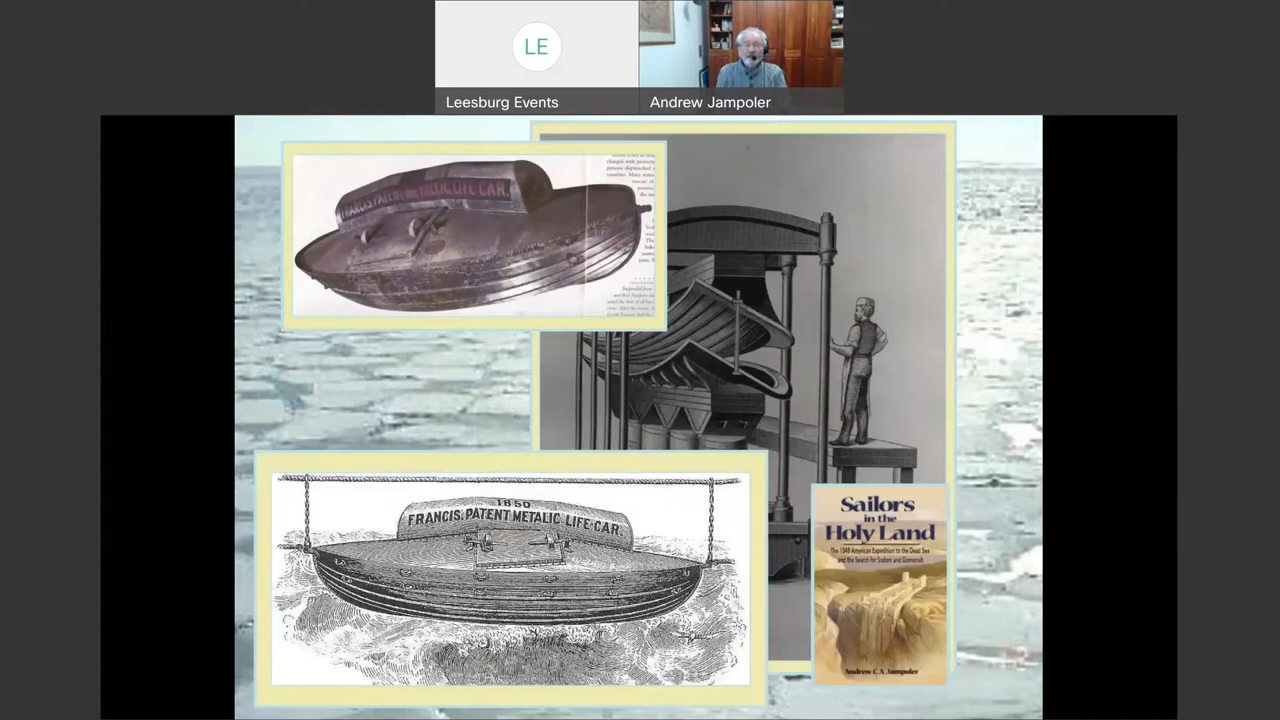 LE
Leesburg Events
Andrew Jampoler
FRANCIS, PATENT METALIC LIFE CAR.
charged with
1850
FRANCIS, PATENT METALIC LIFE-CAR.
Sailors
in the
Holy Land
The 1848 American Expedition to the Dead Sea
and the Search for Sodom and Gomorrah
Andrew C.A. Jampoler